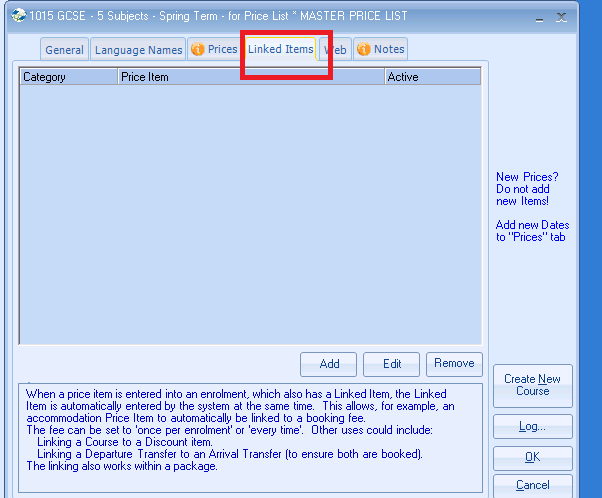 1015 GCSE - 5 Subjects - Spring Term - for Price List * MASTER PRICE LIST
General Language Names Prices Linked Items Web Notes
Category Price Item Active
New Prices?
Do not add
new Items!
Add new Dates
to "Prices" tab
Add Edit Remove
Create New
Course
When a price item is entered into an enrolment, which also has a Linked Item, the Linked
Item is automatically entered by the system at the same time. This allows, for example, an
accommodation Price Item to automatically be linked to a booking fee.
The fee can be set to 'once per enrolment' or 'every time'. Other uses could include:
Linking a Course to a Discount item.
Linking a Departure Transfer to an Arrival Transfer (to ensure both are booked).
The linking also works within a package.
Log...
OK
Cancel